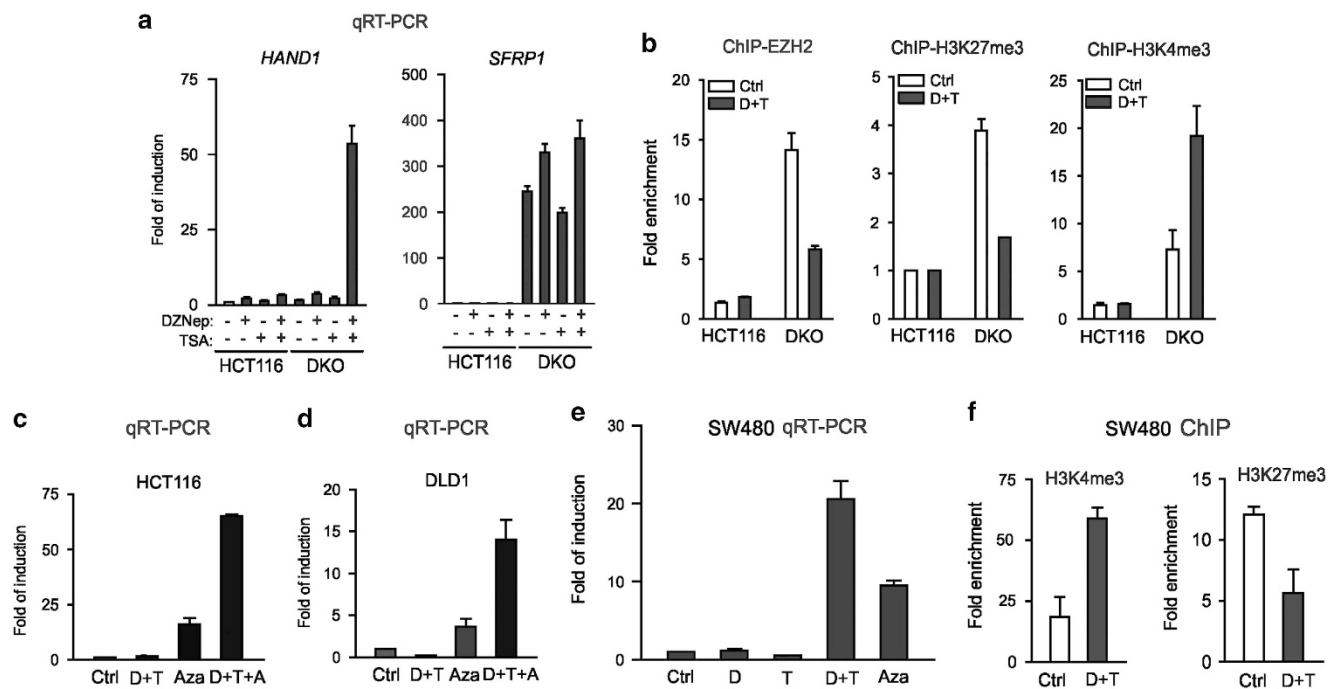 a
qRT-PCR
HAND1
SFRP1
Fold of induction
75
50
25
0
500
400
300
200
100
0
DZNep: - + - + - + - +
TSA: - - + + - - + +
HCT116 DKO
- + - + - + - +
- - + + - - + +
HCT116 DKO
b
ChIP-EZH2
Ctrl
D+T
Fold enrichment
20
15
10
5
0
HCT116 DKO
ChIP-H3K27me3
Ctrl
D+T
5
4
4
2
1
0
HCT116 DKO
ChIP-H3K4me3
Ctrl
D+T
25
20
15
10
5
0
HCT116 DKO
c
qRT-PCR
HCT116
Fold of induction
75
50
25
0
Ctrl D+T Aza D+T+A
d
qRT-PCR
DLD1
Fold of induction
20
15
10
5
0
Ctrl D+T Aza D+T+A
e
SW480 qRT-PCR
Fold of induction
30
20
10
0
Ctrl D T D+T Aza
f
SW480 ChIP
H3K4me3
Fold enrichment
75
50
25
0
Ctrl D+T
H3K27me3
Fold enrichment
15
12
10
5
0
Ctrl D+T